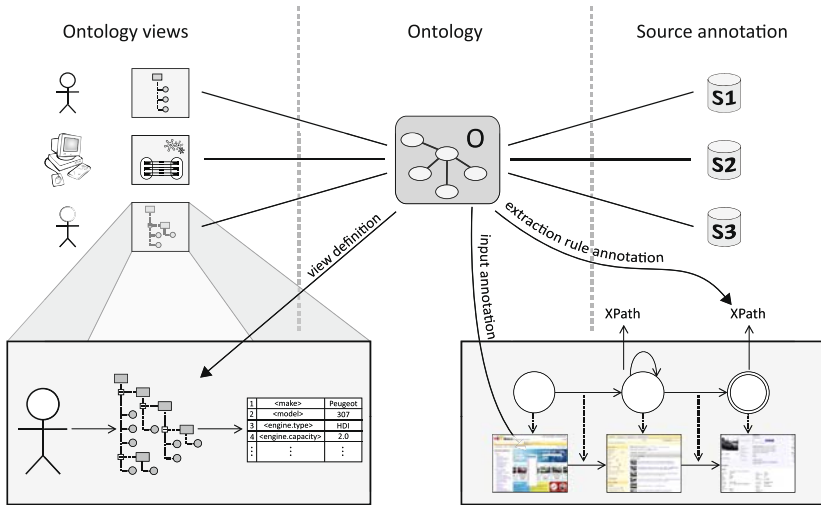 Ontology views
Ontology
Source annotation
O
S1
S2
S3
view definition
input annotation
extraction rule annotation
XPath
XPath
1 <make> Peugeot
2 <model> 307
3 <engine.type> HDI
4 <engine.capacity> 2.0